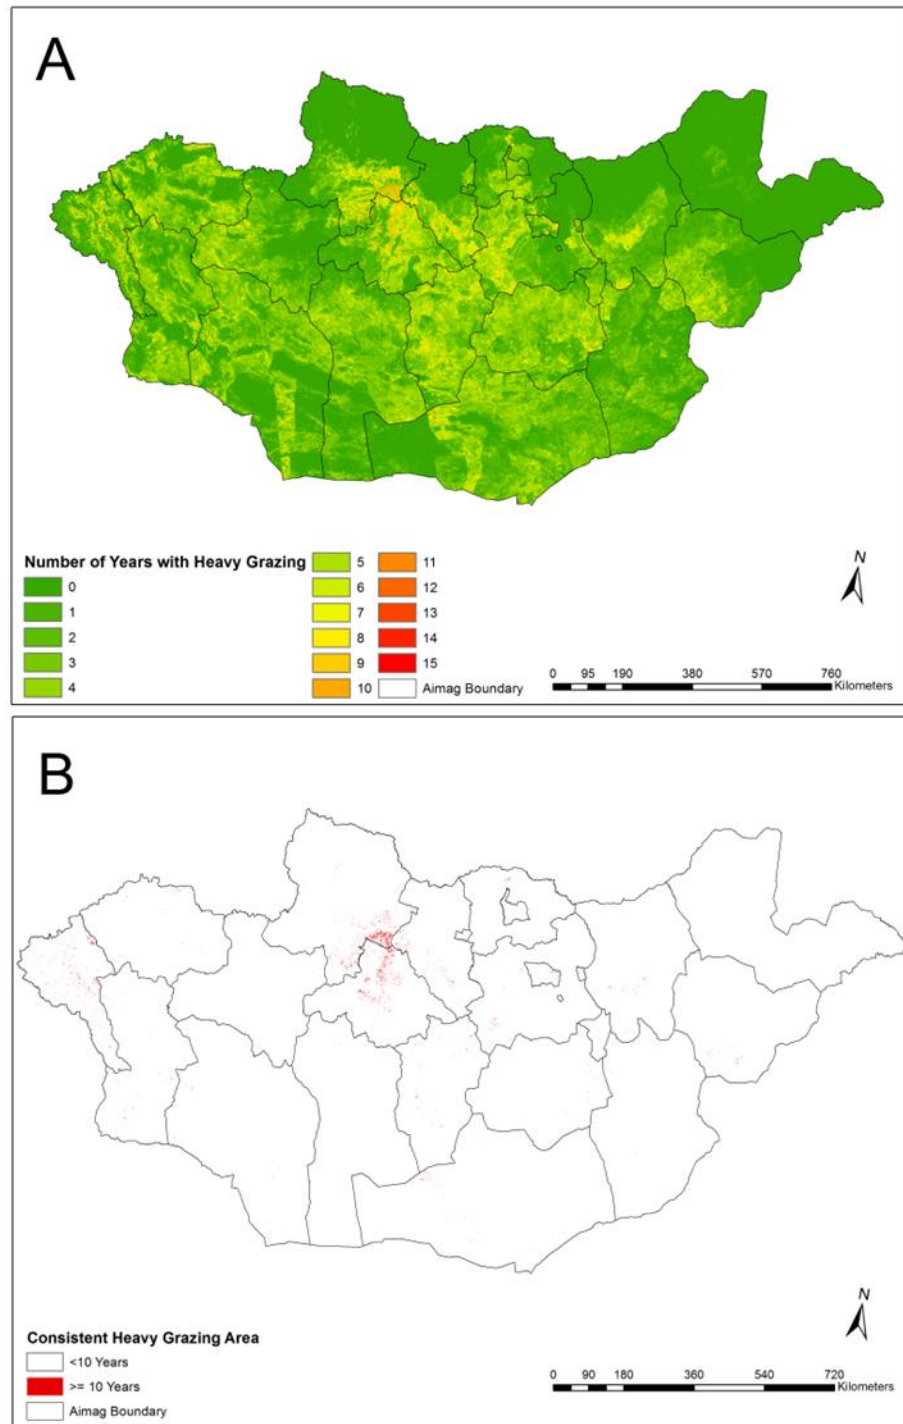 A
Number of Years with Heavy Grazing
0
1
2
3
4
5
6
7
8
9
10
11
12
13
14
15
Aimag Boundary
N
0 95 190 380 570 760
Kilometers
B
Consistent Heavy Grazing Area
<10 Years
>= 10 Years
Aimag Boundary
N
0 90 180 360 540 720
Kilometers